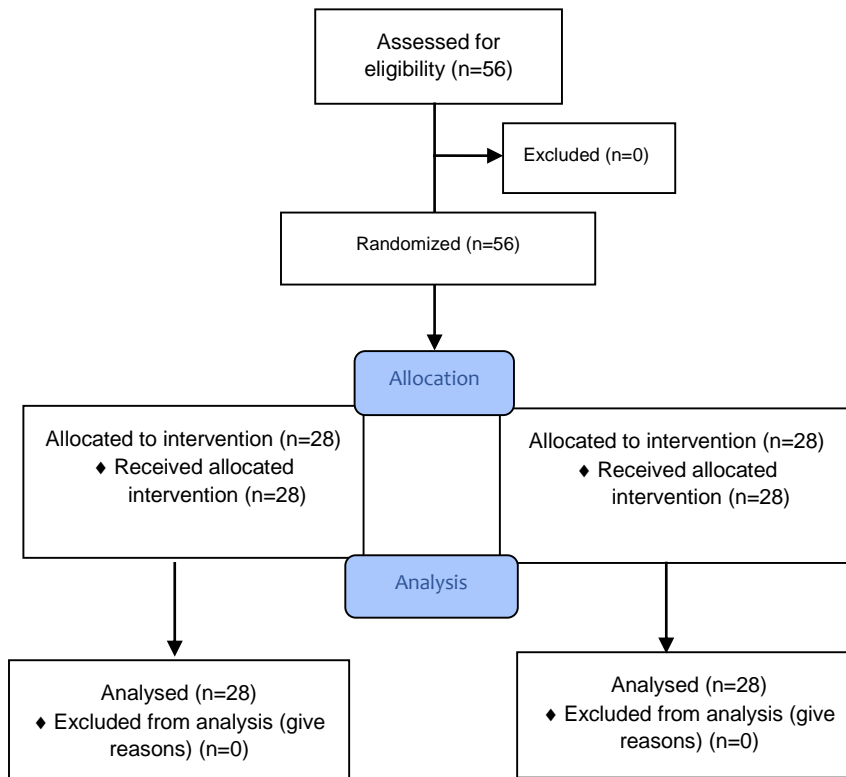 Assessed for
eligibility (n=56)
Excluded (n=0)
Randomized (n=56)
Allocation
Allocated to intervention (n=28)
♦ Received allocated
intervention (n=28)
Allocated to intervention (n=28)
♦ Received allocated
intervention (n=28)
Analysis
Analysed (n=28)
♦ Excluded from analysis (give
reasons) (n=0)
Analysed (n=28)
♦ Excluded from analysis (give
reasons) (n=0)